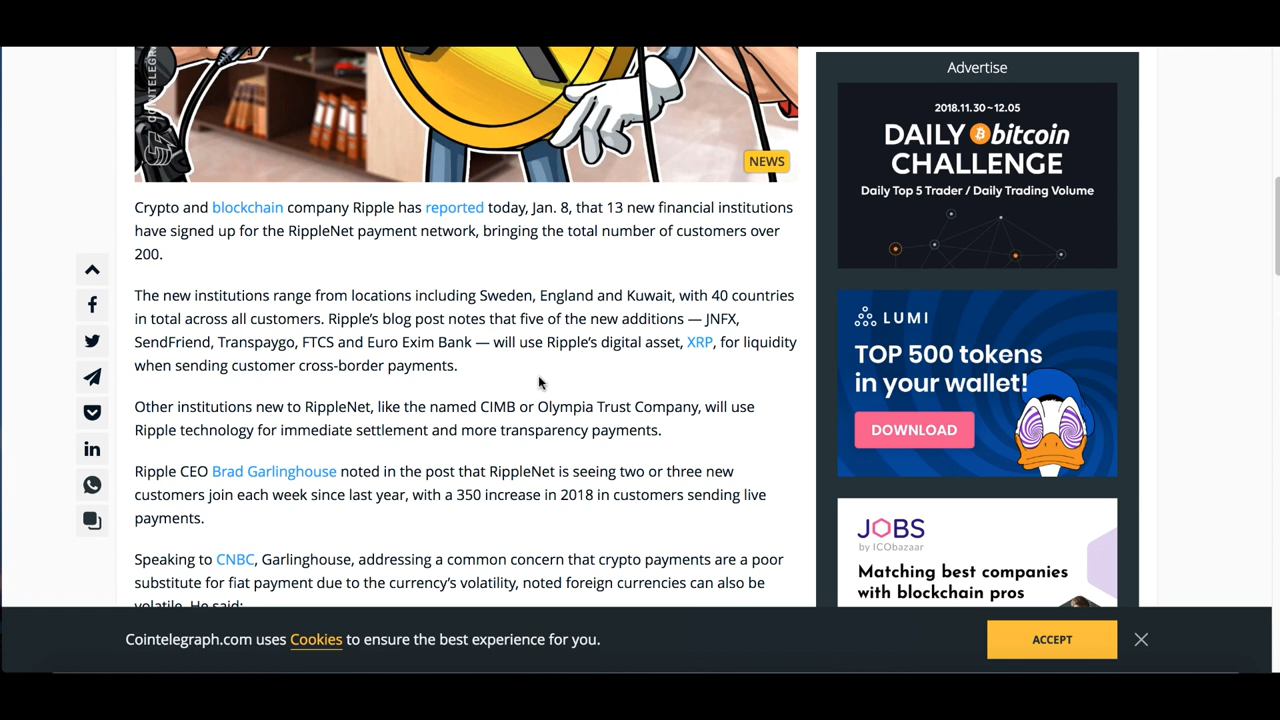 COINTELEGR
NEWS
Crypto and blockchain company Ripple has reported today, Jan. 8, that 13 new financial institutions
have signed up for the RippleNet payment network, bringing the total number of customers over
200.
The new institutions range from locations including Sweden, England and Kuwait, with 40 countries
in total across all customers. Ripple’s blog post notes that five of the new additions — JNFX,
SendFriend, Transpaygo, FTCS and Euro Exim Bank — will use Ripple’s digital asset, XRP, for liquidity
when sending customer cross-border payments.
Other institutions new to RippleNet, like the named CIMB or Olympia Trust Company, will use
Ripple technology for immediate settlement and more transparency payments.
Ripple CEO Brad Garlinghouse noted in the post that RippleNet is seeing two or three new
customers join each week since last year, with a 350 increase in 2018 in customers sending live
payments.
Speaking to CNBC, Garlinghouse, addressing a common concern that crypto payments are a poor
substitute for fiat payment due to the currency’s volatility, noted foreign currencies can also be
volatile. He said:
Advertise
2018.11.30~12.05
DAILY bitcoin
CHALLENGE
Daily Top 5 Trader / Daily Trading Volume
LUMI
TOP 500 tokens
in your wallet!
DOWNLOAD
JOBS
by ICObazaar
Matching best companies
with blockchain pros
Cointelegraph.com uses Cookies to ensure the best experience for you.
ACCEPT